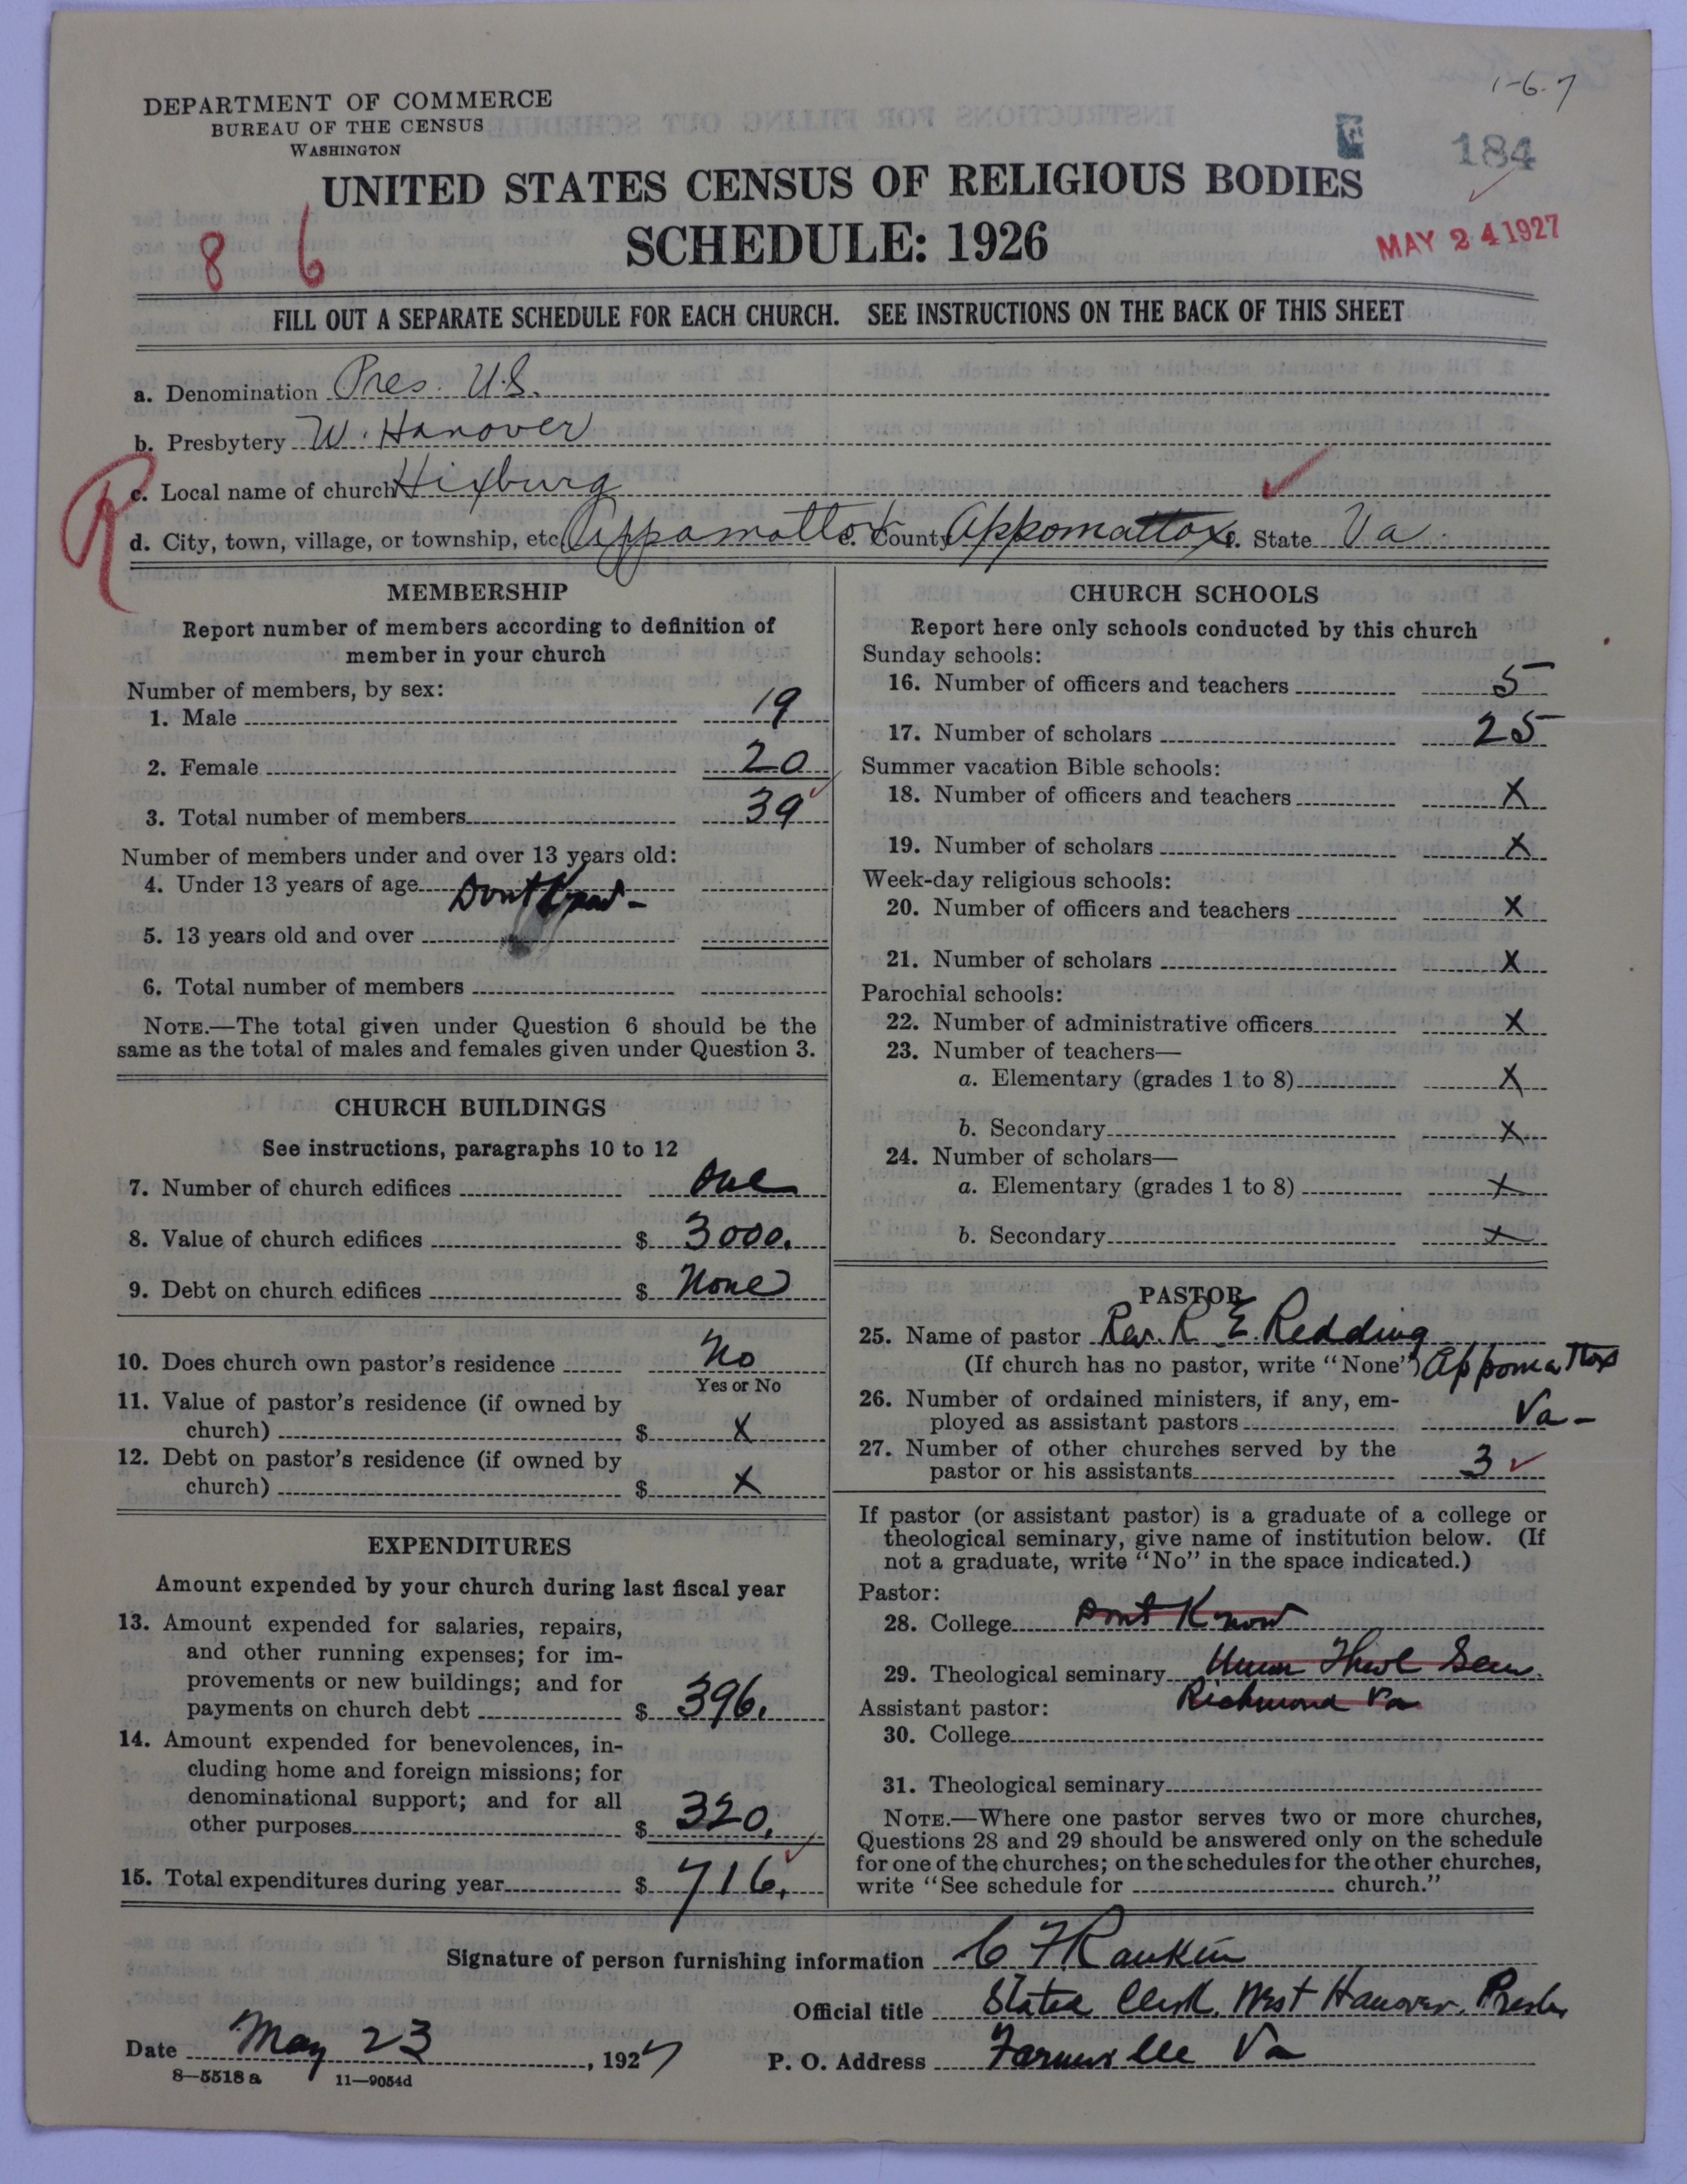 1-6-7
DEPARTMENT OF COMMERCE
BUREAU OF THE CENSUS
WASHINGTON
184
UNITED STATES CENSUS OF RELIGIOUS BODIES
SCHEDULE: 1926
8 6
MAY 24 1927
FILL OUT A SEPARATE SCHEDULE FOR EACH CHURCH. SEE INSTRUCTIONS ON THE BACK OF THIS SHEET
a. Denomination Pres. U.S.
b. Presbytery W. Hanover
R
c. Local name of church Hixburg
d. City, town, village, or township, etc. Appomattox e. County Appomattox f. State Va.
MEMBERSHIP
Report number of members according to definition of
member in your church
Number of members, by sex:
1. Male 19
2. Female 20
3. Total number of members 39
Number of members under and over 13 years old:
4. Under 13 years of age Dont Know -
5. 13 years old and over
6. Total number of members
NOTE.—The total given under Question 6 should be the
same as the total of males and females given under Question 3.
CHURCH BUILDINGS
See instructions, paragraphs 10 to 12
7. Number of church edifices One
8. Value of church edifices $ 3000.
9. Debt on church edifices $ None
10. Does church own pastor's residence No
Yes or No
11. Value of pastor's residence (if owned by
church) $ X
12. Debt on pastor's residence (if owned by
church) $ X
EXPENDITURES
Amount expended by your church during last fiscal year
13. Amount expended for salaries, repairs,
and other running expenses; for im-
provements or new buildings; and for
payments on church debt $ 396.
14. Amount expended for benevolences, in-
cluding home and foreign missions; for
denominational support; and for all
other purposes $ 320.
15. Total expenditures during year $ 716.
CHURCH SCHOOLS
Report here only schools conducted by this church
Sunday schools:
16. Number of officers and teachers 5
17. Number of scholars 25
Summer vacation Bible schools:
18. Number of officers and teachers X
19. Number of scholars X
Week-day religious schools:
20. Number of officers and teachers X
21. Number of scholars X
Parochial schools:
22. Number of administrative officers X
23. Number of teachers—
a. Elementary (grades 1 to 8) X
b. Secondary X
24. Number of scholars—
a. Elementary (grades 1 to 8) X
b. Secondary X
PASTOR
25. Name of pastor Rev. R. E. Redding
(If church has no pastor, write "None") Appomattox
26. Number of ordained ministers, if any, em-
ployed as assistant pastors Va -
27. Number of other churches served by the
pastor or his assistants 3
If pastor (or assistant pastor) is a graduate of a college or
theological seminary, give name of institution below. (If
not a graduate, write "No" in the space indicated.)
Pastor:
28. College Dont Know
29. Theological seminary Union Theol Sem.
Assistant pastor: Richmond Va
30. College
31. Theological seminary
NOTE.—Where one pastor serves two or more churches,
Questions 28 and 29 should be answered only on the schedule
for one of the churches; on the schedules for the other churches,
write "See schedule for church."
Signature of person furnishing information C F Rankin
Official title Stated Clerk, West Hanover, Presby
Date May 23, 1927 P. O. Address Farmville Va
8—5518 a 11—9054d